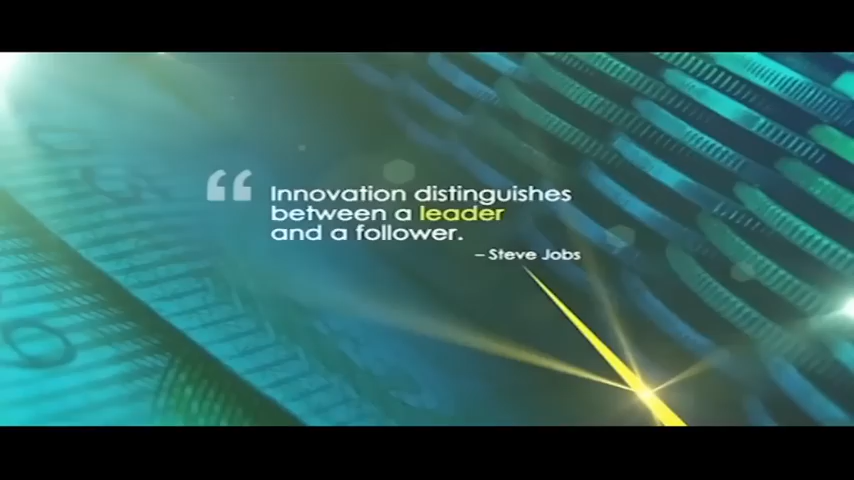 “ Innovation distinguishes
between a leader
and a follower.
– Steve Jobs